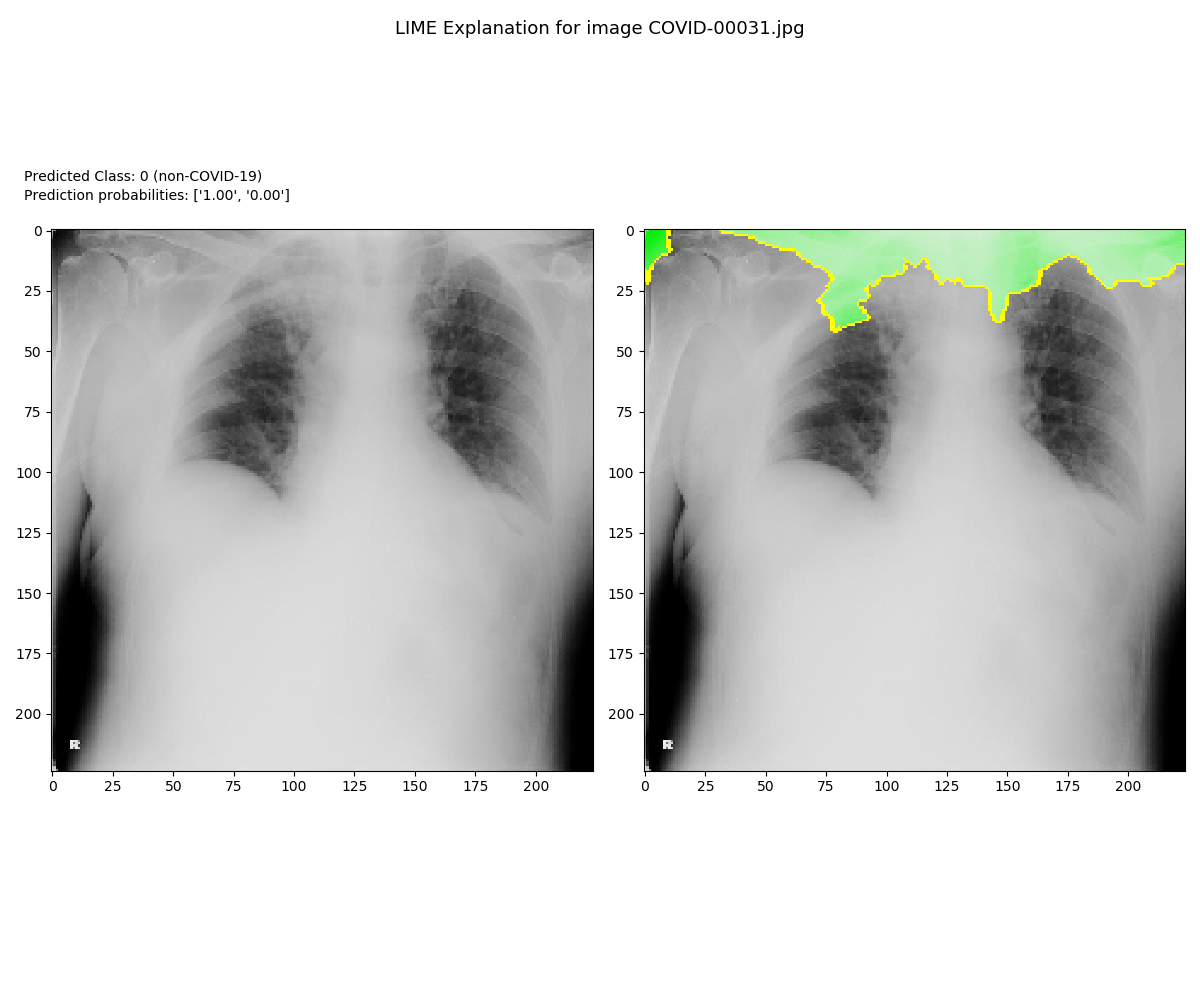 LIME Explanation for image COVID-00031.jpg
Predicted Class: 0 (non-COVID-19)
Prediction probabilities: ['1.00', '0.00']
0
25
50
75
100
125
150
175
200
0 25 50 75 100 125 150 175 200
R
0
25
50
75
100
125
150
175
200
0 25 50 75 100 125 150 175 200
R